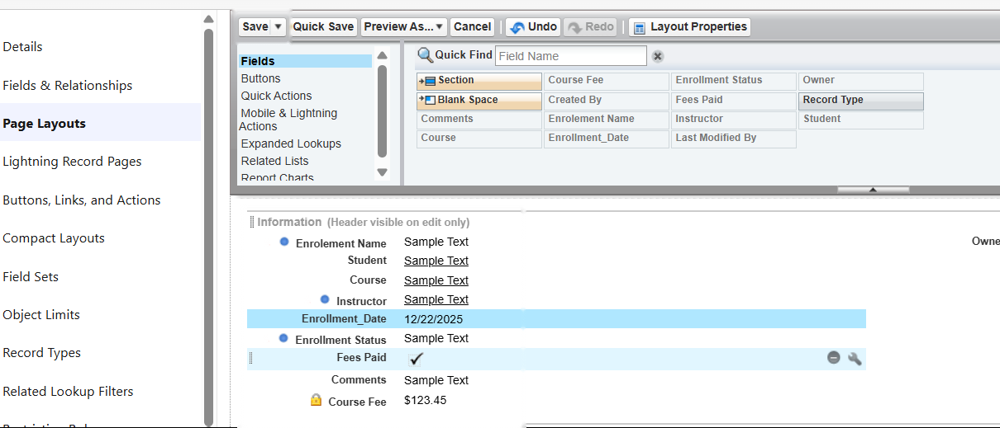 Save Quick Save Preview As... Cancel Undo Redo Layout Properties
Details
Fields & Relationships
Page Layouts
Lightning Record Pages
Buttons, Links, and Actions
Compact Layouts
Field Sets
Object Limits
Record Types
Related Lookup Filters
Fields
Buttons
Quick Actions
Mobile & Lightning
Actions
Expanded Lookups
Related Lists
Report Charts
Quick Find Field Name
Section Course Fee Enrollment Status Owner
Blank Space Created By Fees Paid Record Type
Comments Enrolement Name Instructor Student
Course Enrollment_Date Last Modified By
Information (Header visible on edit only)
Enrolement Name Sample Text Owne
Student Sample Text
Course Sample Text
Instructor Sample Text
Enrollment_Date 12/22/2025
Enrollment Status Sample Text
Fees Paid
Comments Sample Text
Course Fee $123.45